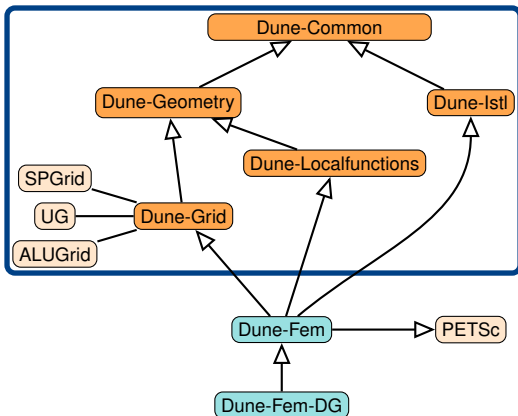 Dune-Common
Dune-Geometry
Dune-Istl
Dune-Localfunctions
SPGrid
UG
Dune-Grid
ALUGrid
Dune-Fem
PETSc
Dune-Fem-DG